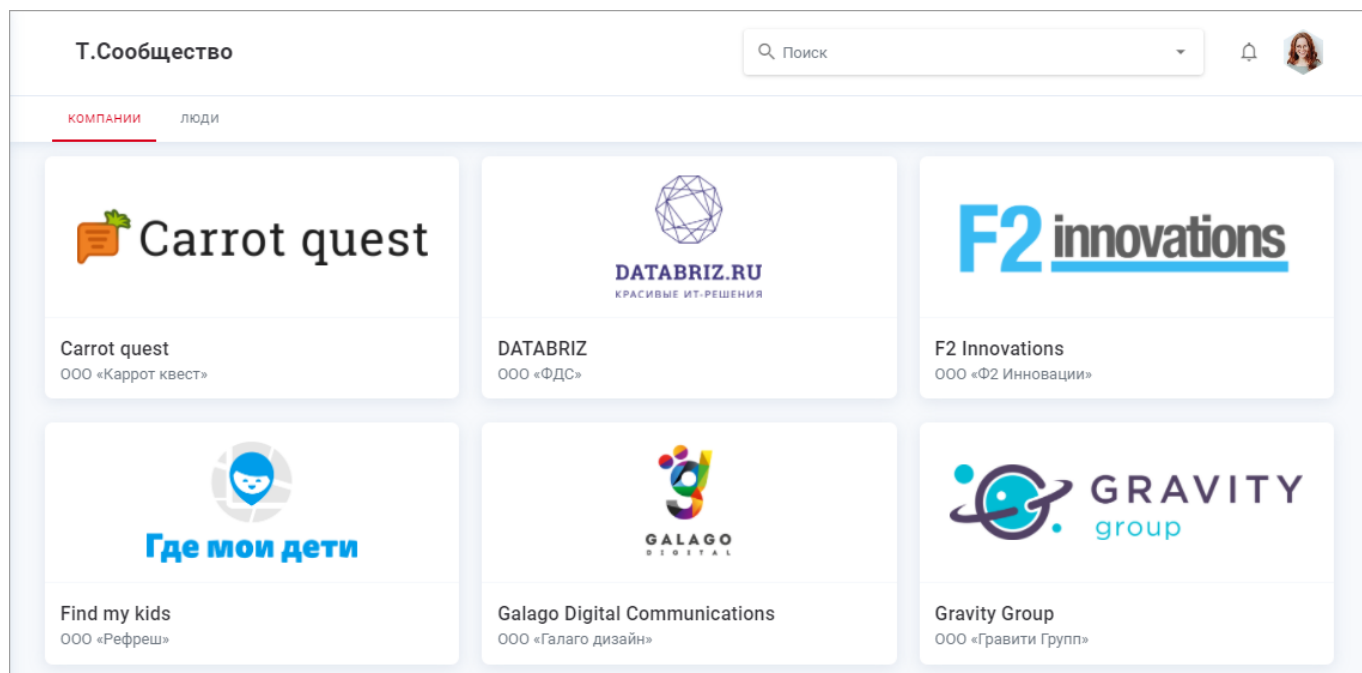 Т.Сообщество
Поиск
КОМПАНИИ
ЛЮДИ
Carrot quest
DATABRIZ.RU
КРАСИВЫЕ ИТ-РЕШЕНИЯ
F2 innovations
Carrot quest
ООО «Каррот квест»
DATABRIZ
ООО «ФДС»
F2 Innovations
ООО «Ф2 Инновации»
Где мои дети
GALAGO
DIGITAL
GRAVITY
group
Find my kids
ООО «Рефреш»
Galago Digital Communications
ООО «Галаго дизайн»
Gravity Group
ООО «Гравити Групп»